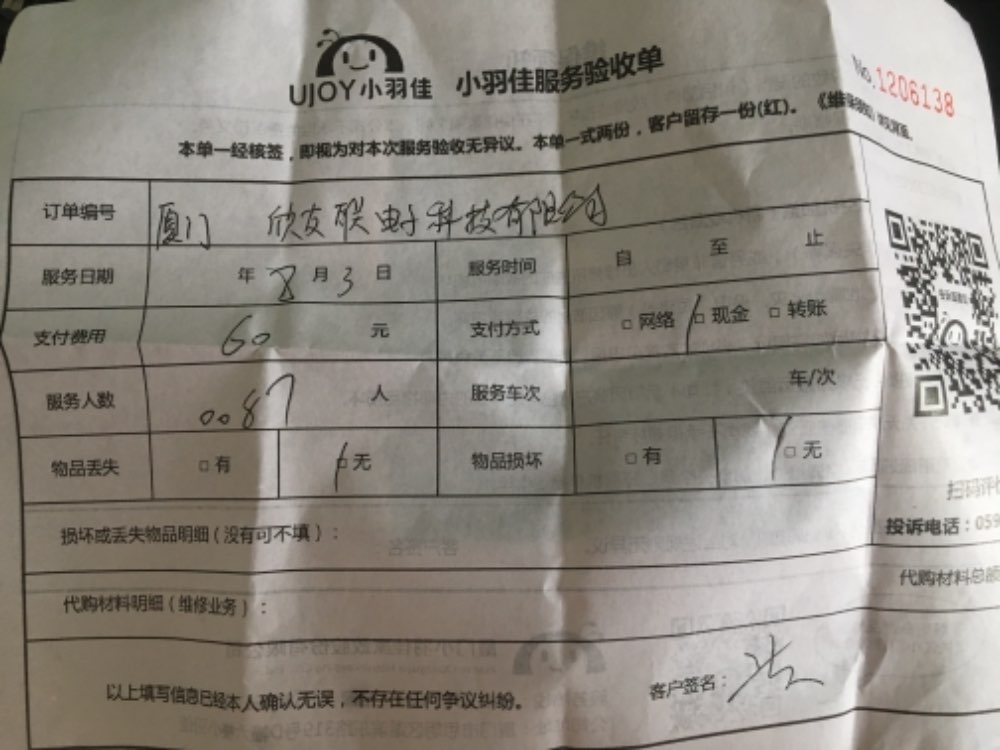 UJOY小羽佳 小羽佳服务验收单
No.1206138
本单一经核签，即视为对本次服务验收无异议。本单一式两份，客户留存一份(红)。
订单编号 厦门 欣友联电子科技有限公司
服务日期 年 8 月 3 日 服务时间 自 至 止
支付费用 60 元 支付方式 □网络 □现金 □转账
服务人数 0087 人 服务车次 车/次
物品丢失 □有 □无 物品损坏 □有 □无
扫码评
损坏或丢失物品明细(没有可不填)：
投诉电话：059
代购材料明细(维修业务)：
代购材料总额
以上填写信息已经本人确认无误，不存在任何争议纠纷。
客户签名：